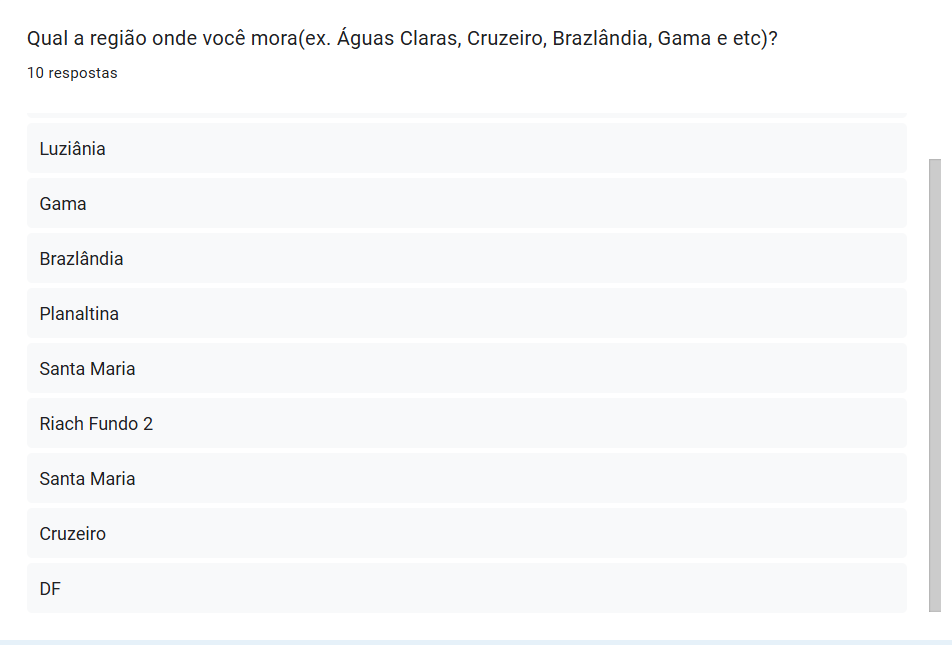 Qual a região onde você mora(ex. Águas Claras, Cruzeiro, Brazlândia, Gama e etc)?
10 respostas
Luziânia
Gama
Brazlândia
Planaltina
Santa Maria
Riach Fundo 2
Santa Maria
Cruzeiro
DF